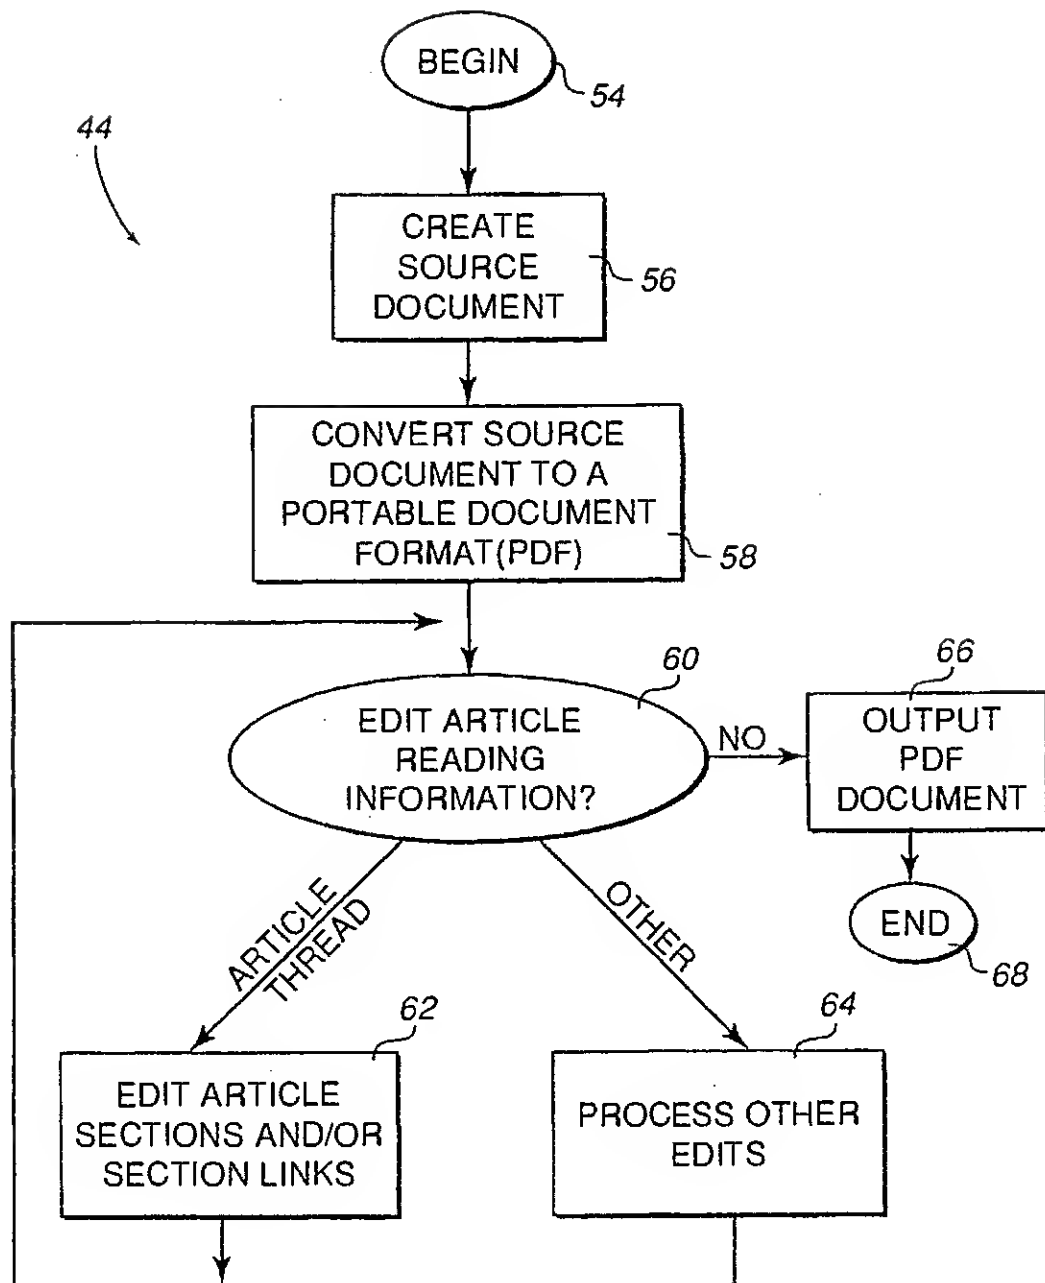 BEGIN
54
44
CREATE
SOURCE
DOCUMENT
56
CONVERT SOURCE
DOCUMENT TO A
PORTABLE DOCUMENT
FORMAT(PDF)
58
60
EDIT ARTICLE
READING
INFORMATION?
NO
66
OUTPUT
PDF
DOCUMENT
END
68
ARTICLE
THREAD
OTHER
62
EDIT ARTICLE
SECTIONS AND/OR
SECTION LINKS
64
PROCESS OTHER
EDITS